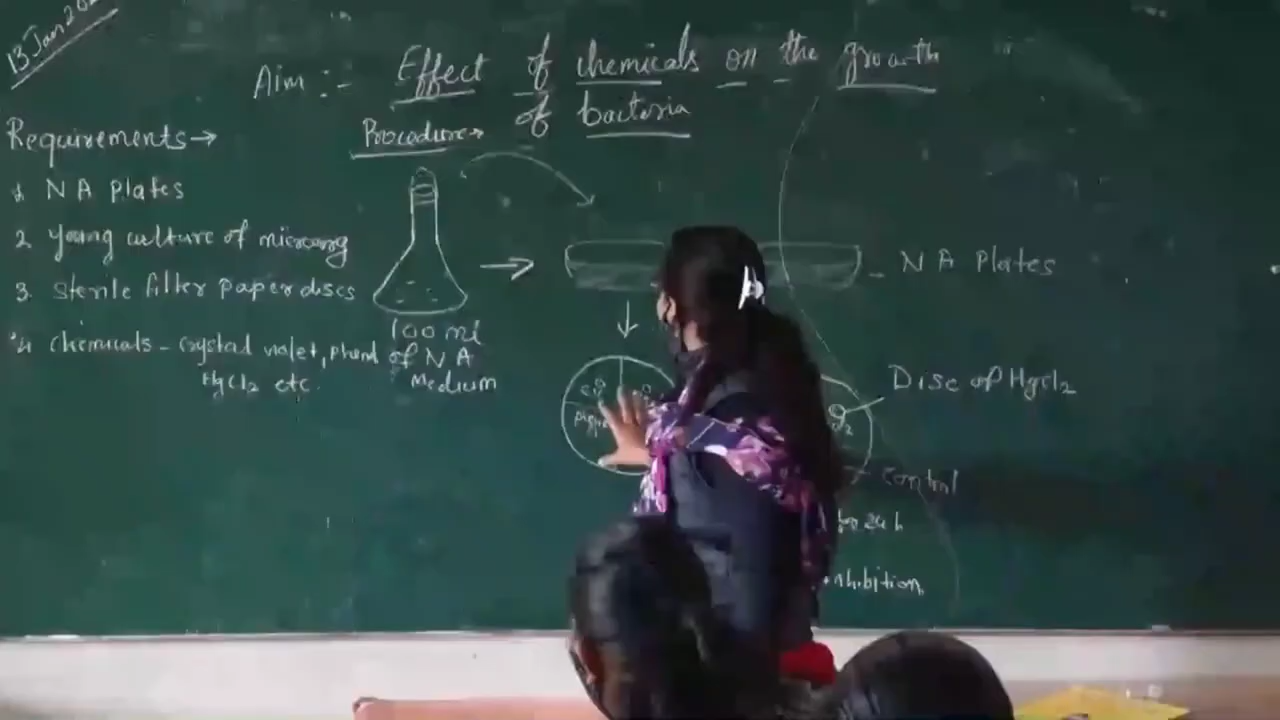 13 Jan 20
Aim :- Effect of chemicals on the growth
of bacteria
Requirements →
Procedure →
1. NA Plates
2. Young culture of microorg
3. Sterile filter paper discs
4. chemicals - crystal violet, phenol
HgCl2 etc.
100 ml
of NA
Medium
NA Plates
Disc of HgCl2
control
for 24 h
inhibition